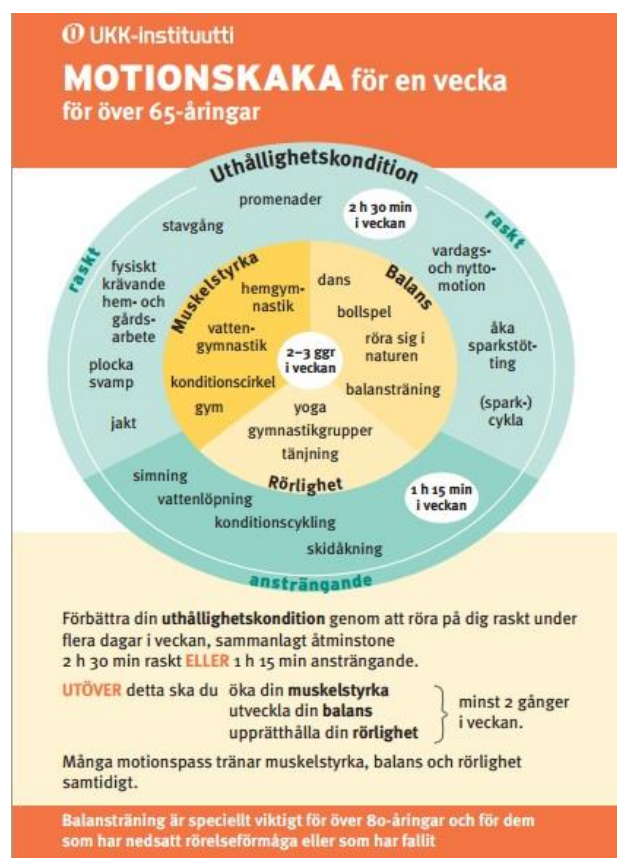 UKK-instituutti
MOTIONSKAKA för en vecka
för över 65-åringar
Uthållighetskondition
promenader
2 h 30 min
i veckan
stavgång
raskt
raskt
fysiskt
krävande
hem- och
gårds-
arbete
plocka
svamp
jakt
vardags-
och nytto-
motion
åka
sparkstöt-
ting
(spark-)
cykla
Muskelstyrka
hemgym-
nastik
vatten-
gymnastik
konditionscirkel
gym
Balans
dans
bollspel
röra sig i
naturen
balansträning
2–3 ggr
i veckan
yoga
gymnastikgrupper
tänjning
Rörlighet
simning
vattenlöpning
konditionscykling
skidåkning
1 h 15 min
i veckan
ansträngande
Förbättra din uthållighetskondition genom att röra på dig raskt under
flera dagar i veckan, sammanlagt åtminstone
2 h 30 min raskt ELLER 1 h 15 min ansträngande.
UTÖVER detta ska du öka din muskelstyrka
utveckla din balans
upprätthålla din rörlighet
minst 2 gånger
i veckan.
Många motionspass tränar muskelstyrka, balans och rörlighet
samtidigt.
Balansträning är speciellt viktigt för över 80-åringar och för dem
som har nedsatt rörelseförmåga eller som har fallit